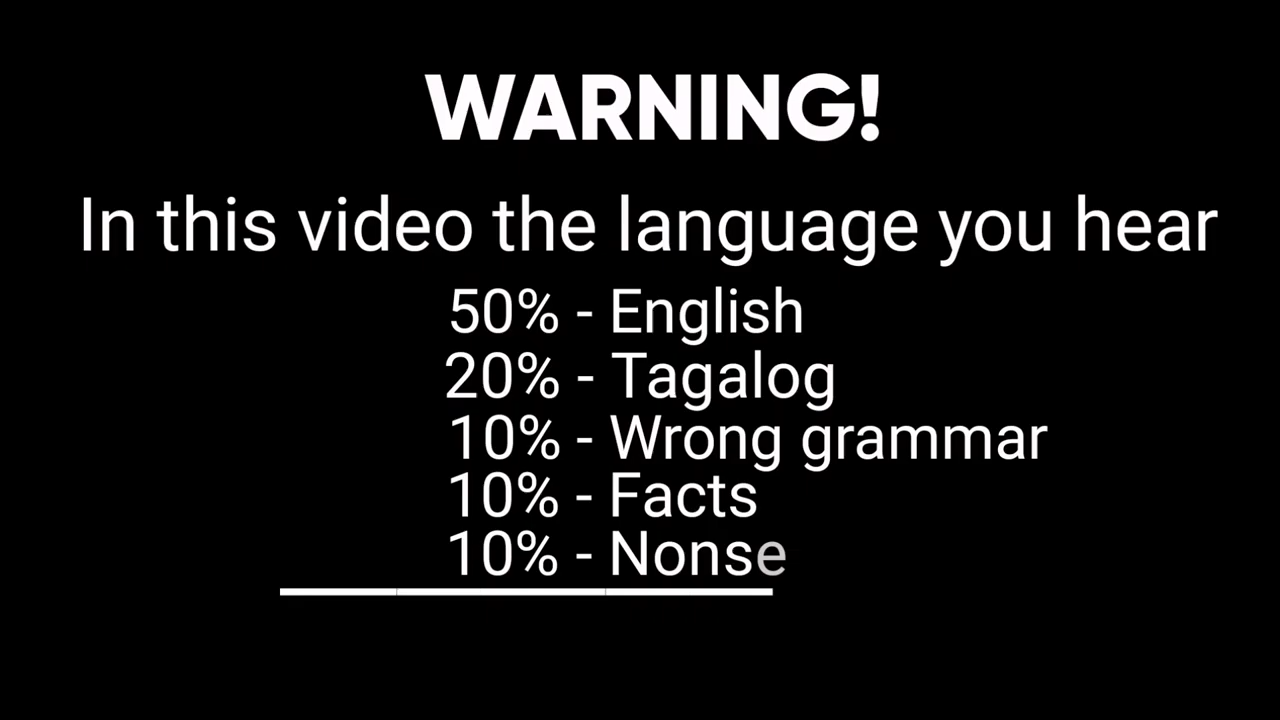 WARNING!
In this video the language you hear
50% - English
20% - Tagalog
10% - Wrong grammar
10% - Facts
10% - Nonse